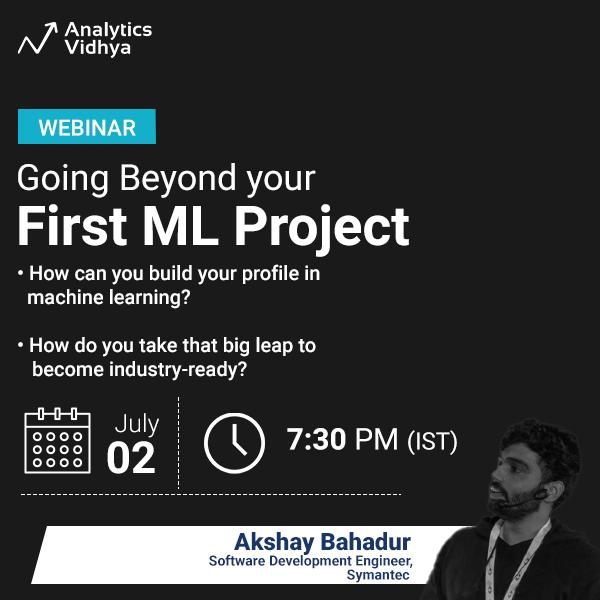 Analytics
Vidhya
WEBINAR
Going Beyond your
First ML Project
• How can you build your profile in
machine learning?
• How do you take that big leap to
become industry-ready?
July
02
7:30 PM (IST)
Akshay Bahadur
Software Development Engineer,
Symantec